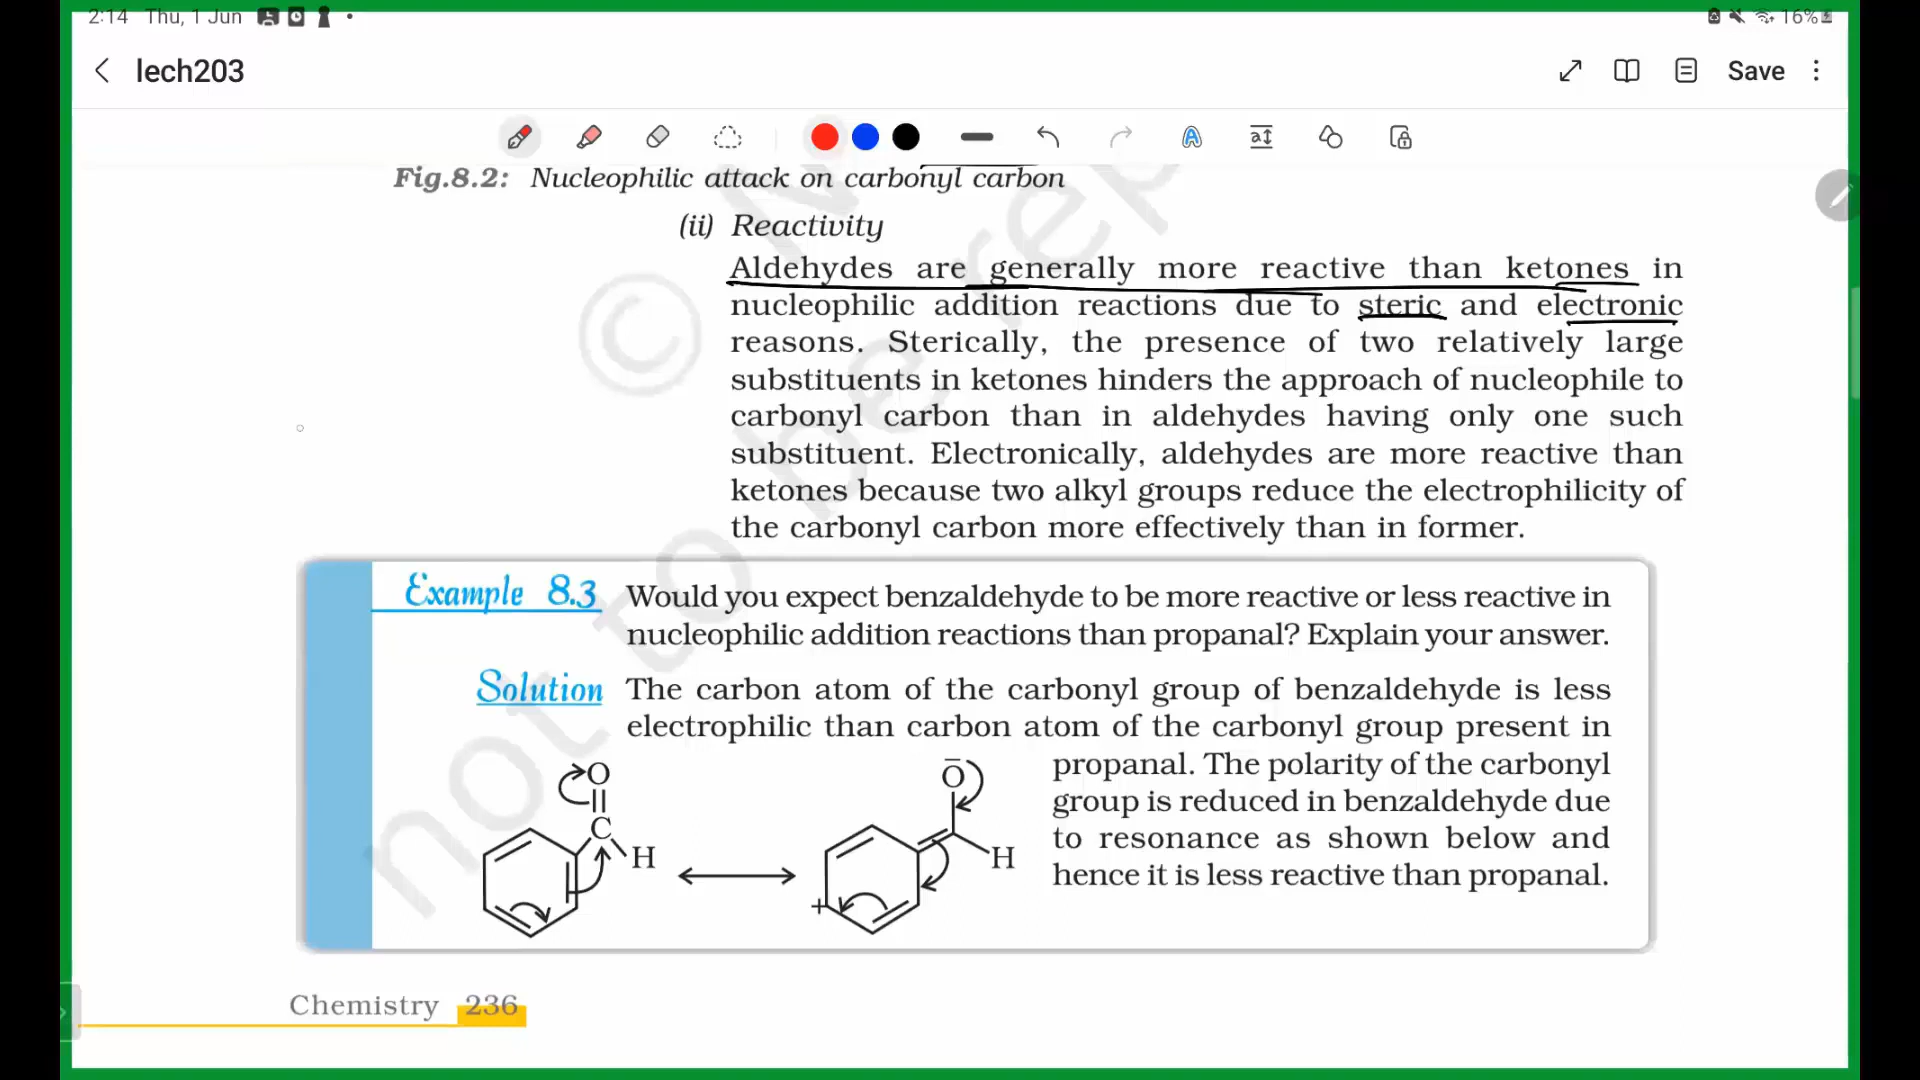 2:14 Thu, 1 Jun
16%
lech203
Save
Fig.8.2: Nucleophilic attack on carbonyl carbon
(ii) Reactivity
Aldehydes are generally more reactive than ketones in
nucleophilic addition reactions due to steric and electronic
reasons. Sterically, the presence of two relatively large
substituents in ketones hinders the approach of nucleophile to
carbonyl carbon than in aldehydes having only one such
substituent. Electronically, aldehydes are more reactive than
ketones because two alkyl groups reduce the electrophilicity of
the carbonyl carbon more effectively than in former.
Example 8.3 Would you expect benzaldehyde to be more reactive or less reactive in
nucleophilic addition reactions than propanal? Explain your answer.
Solution The carbon atom of the carbonyl group of benzaldehyde is less
electrophilic than carbon atom of the carbonyl group present in
propanal. The polarity of the carbonyl
group is reduced in benzaldehyde due
to resonance as shown below and
hence it is less reactive than propanal.
O
C
H
O
H
+
Chemistry 236
© N
not to be rep